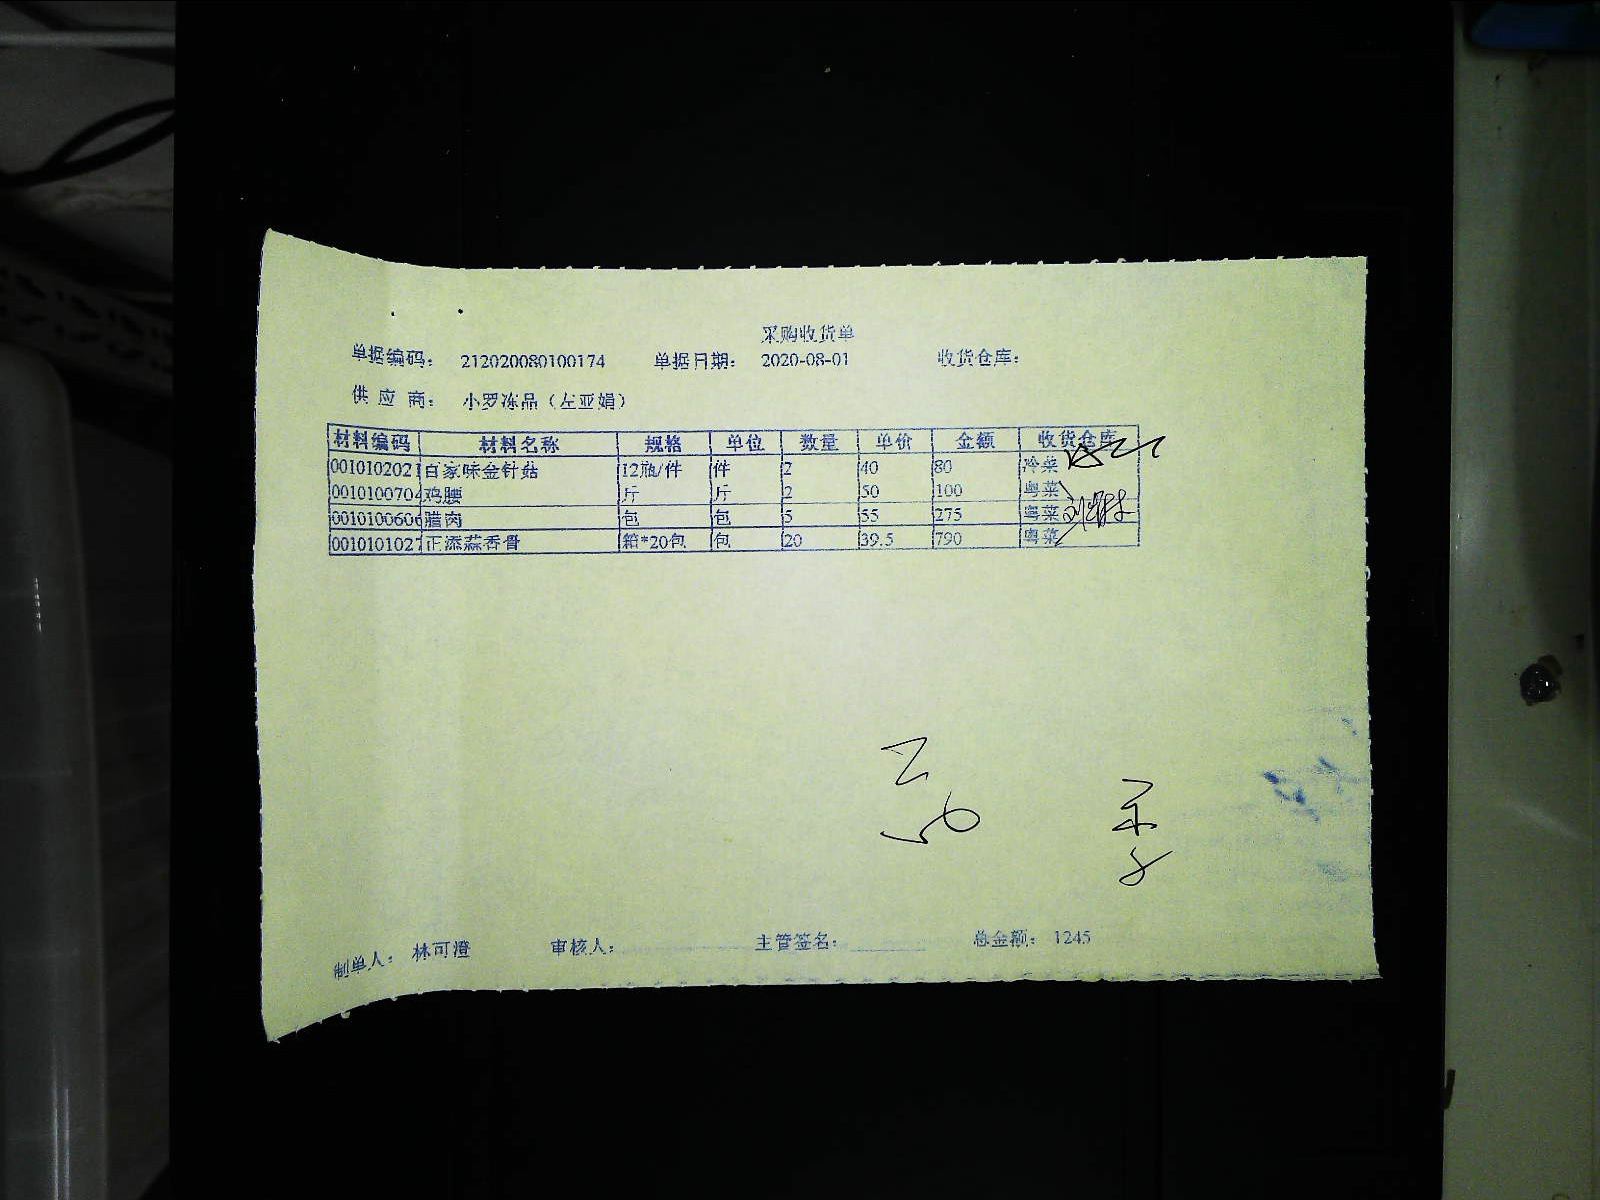 采购收货单
单据编码: 212020080100174 单据日期: 2020-08-01 收货仓库:
供应商: 小罗冻品(左亚娟)
材料编码 材料名称 规格 单位 数量 单价 金额 收货仓库
001010202 百家味金针菇 12瓶/件 件 2 40 80 冷菜
001010070 鸡腰 斤 斤 2 50 100 粤菜
001010060 腊肉 包 包 5 55 275 粤菜
001010102 正添蒜香骨 箱*20包 包 20 39.5 790 粤菜
制单人: 林可澄 审核人: 主管签名: 总金额: 1245